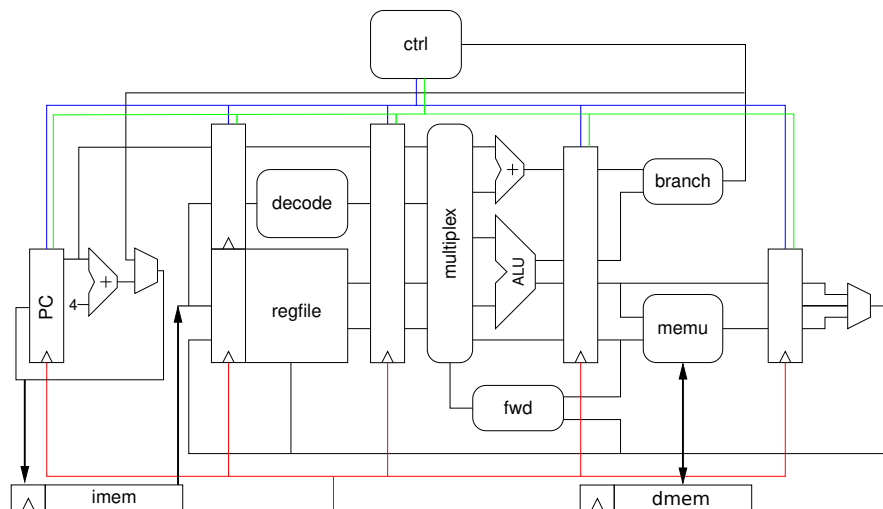 ctrl
decode
multiplex
+
branch
PC
+
4
regfile
ALU
memu
fwd
imem
dmem